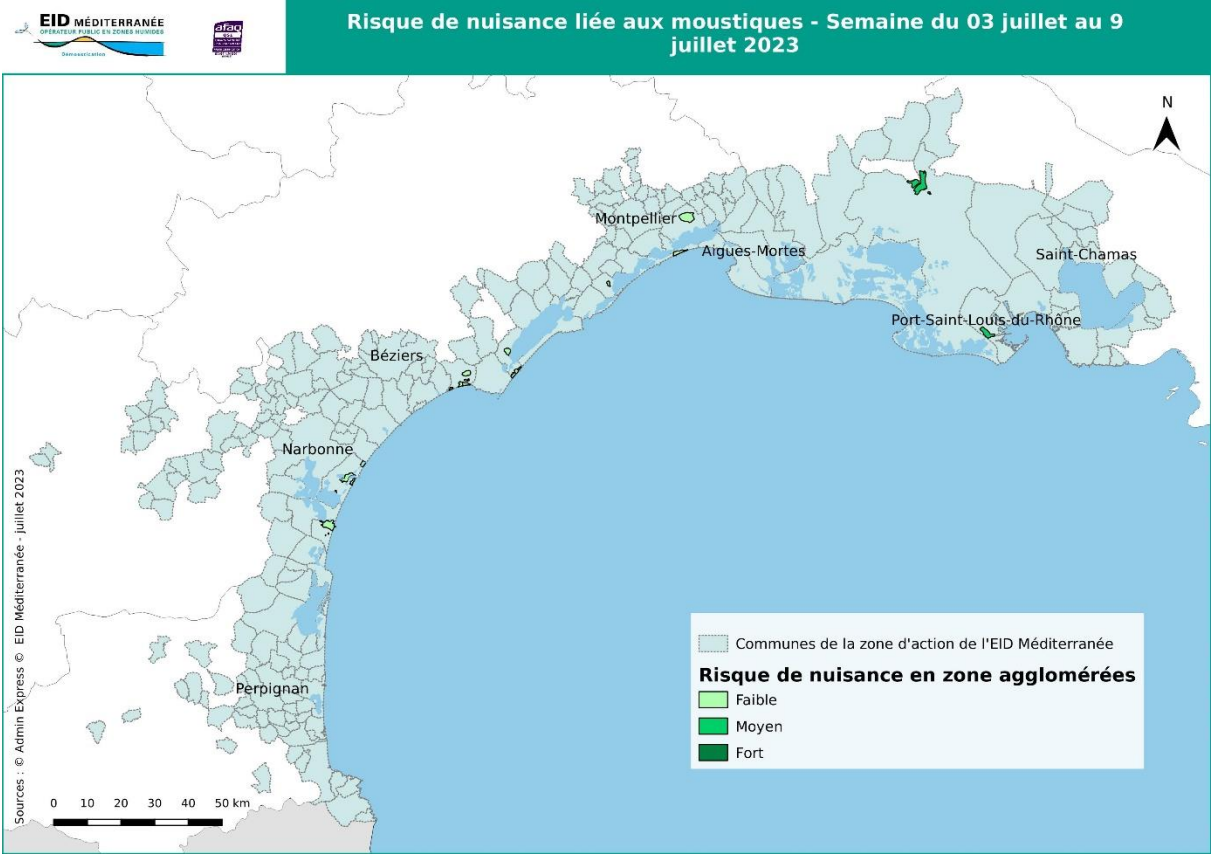 EID MÉDITERRANÉE
OPÉRATEUR PUBLIC EN ZONES HUMIDES
Démoustication
afaq
Risque de nuisance liée aux moustiques - Semaine du 03 juillet au 9
juillet 2023
N
Montpellier
Aigues-Mortes
Saint-Chamas
Port-Saint-Louis-du-Rhône
Béziers
Narbonne
Perpignan
Communes de la zone d'action de l'EID Méditerranée
Risque de nuisance en zone agglomérées
Faible
Moyen
Fort
0 10 20 30 40 50 km
Sources : © Admin Express © EID Méditerranée - juillet 2023